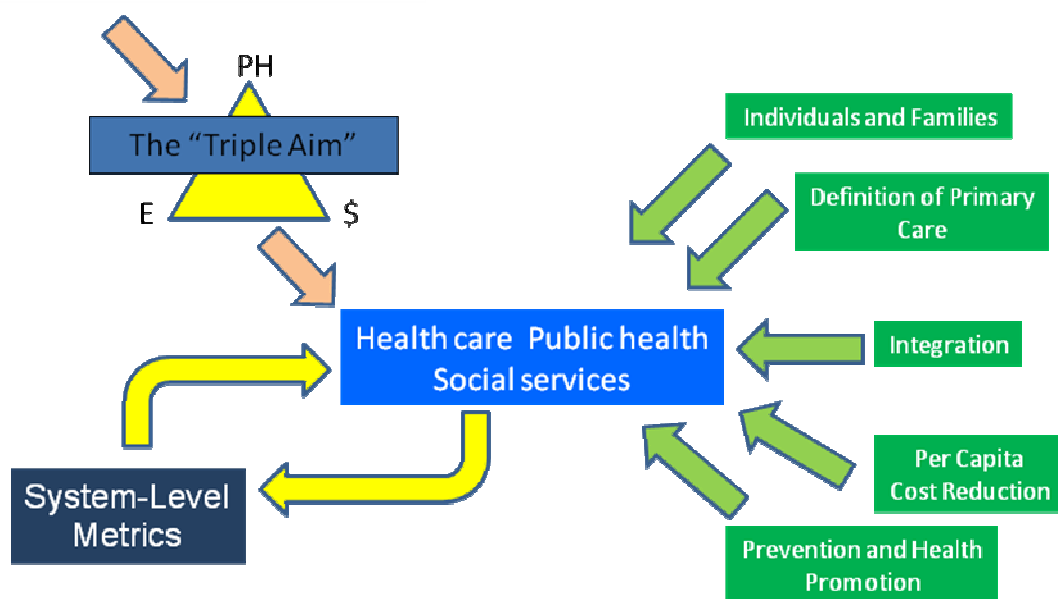 PH
The “Triple Aim”
E
$
Individuals and Families
Definition of Primary
Care
Health care Public health
Social services
Integration
System-Level
Metrics
Per Capita
Cost Reduction
Prevention and Health
Promotion